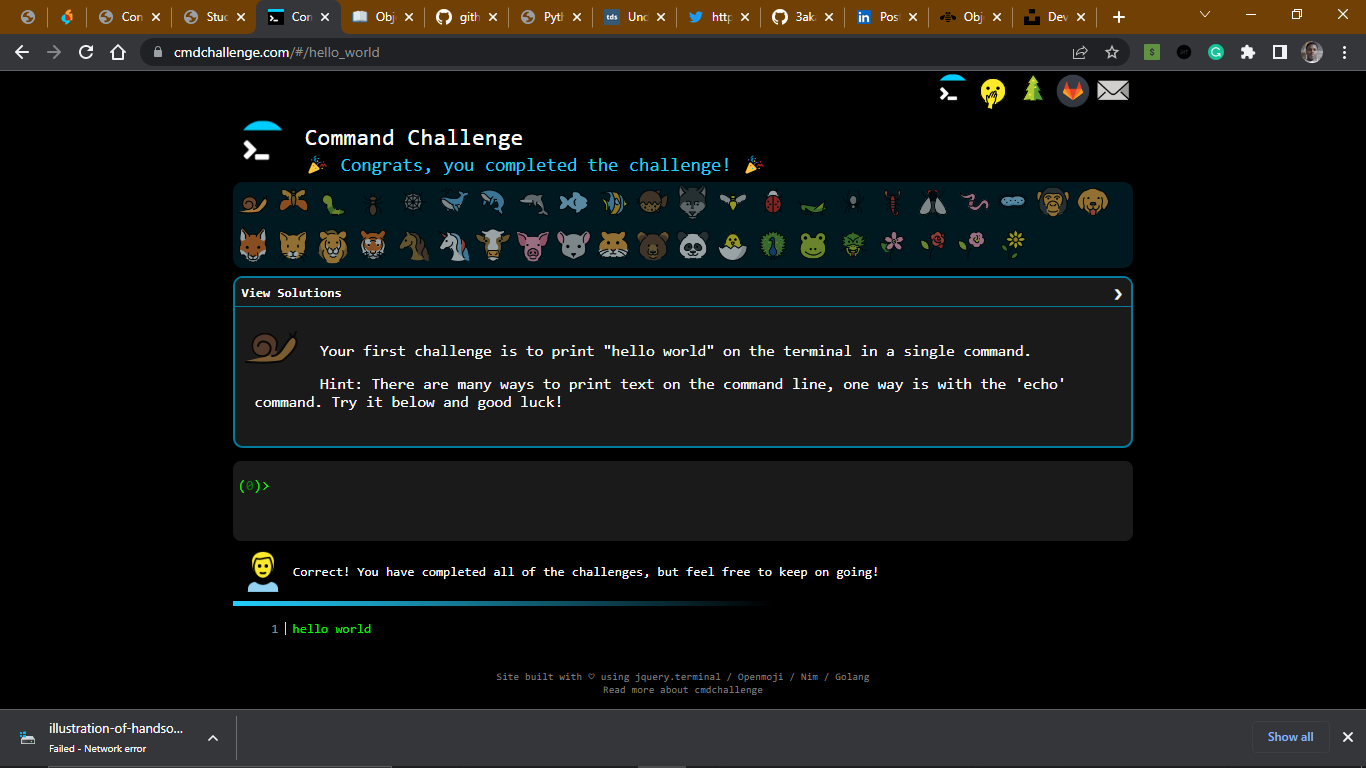 Con
Stuc
Con
Obj
gith
Pyth
tds
Und
http
3ak
in
Pos
Obj
Dev
cmdchallenge.com/#/hello_world
Command Challenge
Congrats, you completed the challenge!
View Solutions
Your first challenge is to print "hello world" on the terminal in a single command.
Hint: There are many ways to print text on the command line, one way is with the 'echo'
command. Try it below and good luck!
(0)>
Correct! You have completed all of the challenges, but feel free to keep on going!
1 hello world
Site built with ♡ using jquery.terminal / Openmoji / Nim / Golang
Read more about cmdchallenge
illustration-of-handso...
Failed - Network error
Show all